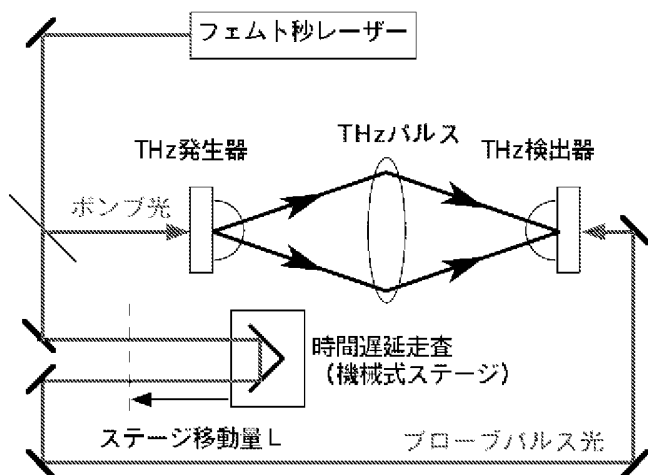 フェムト秒レーザー
THzパルス
THz発生器
THz検出器
ポンプ光
時間遅延走査
（機械式ステージ）
ステージ移動量L
プローブパルス光